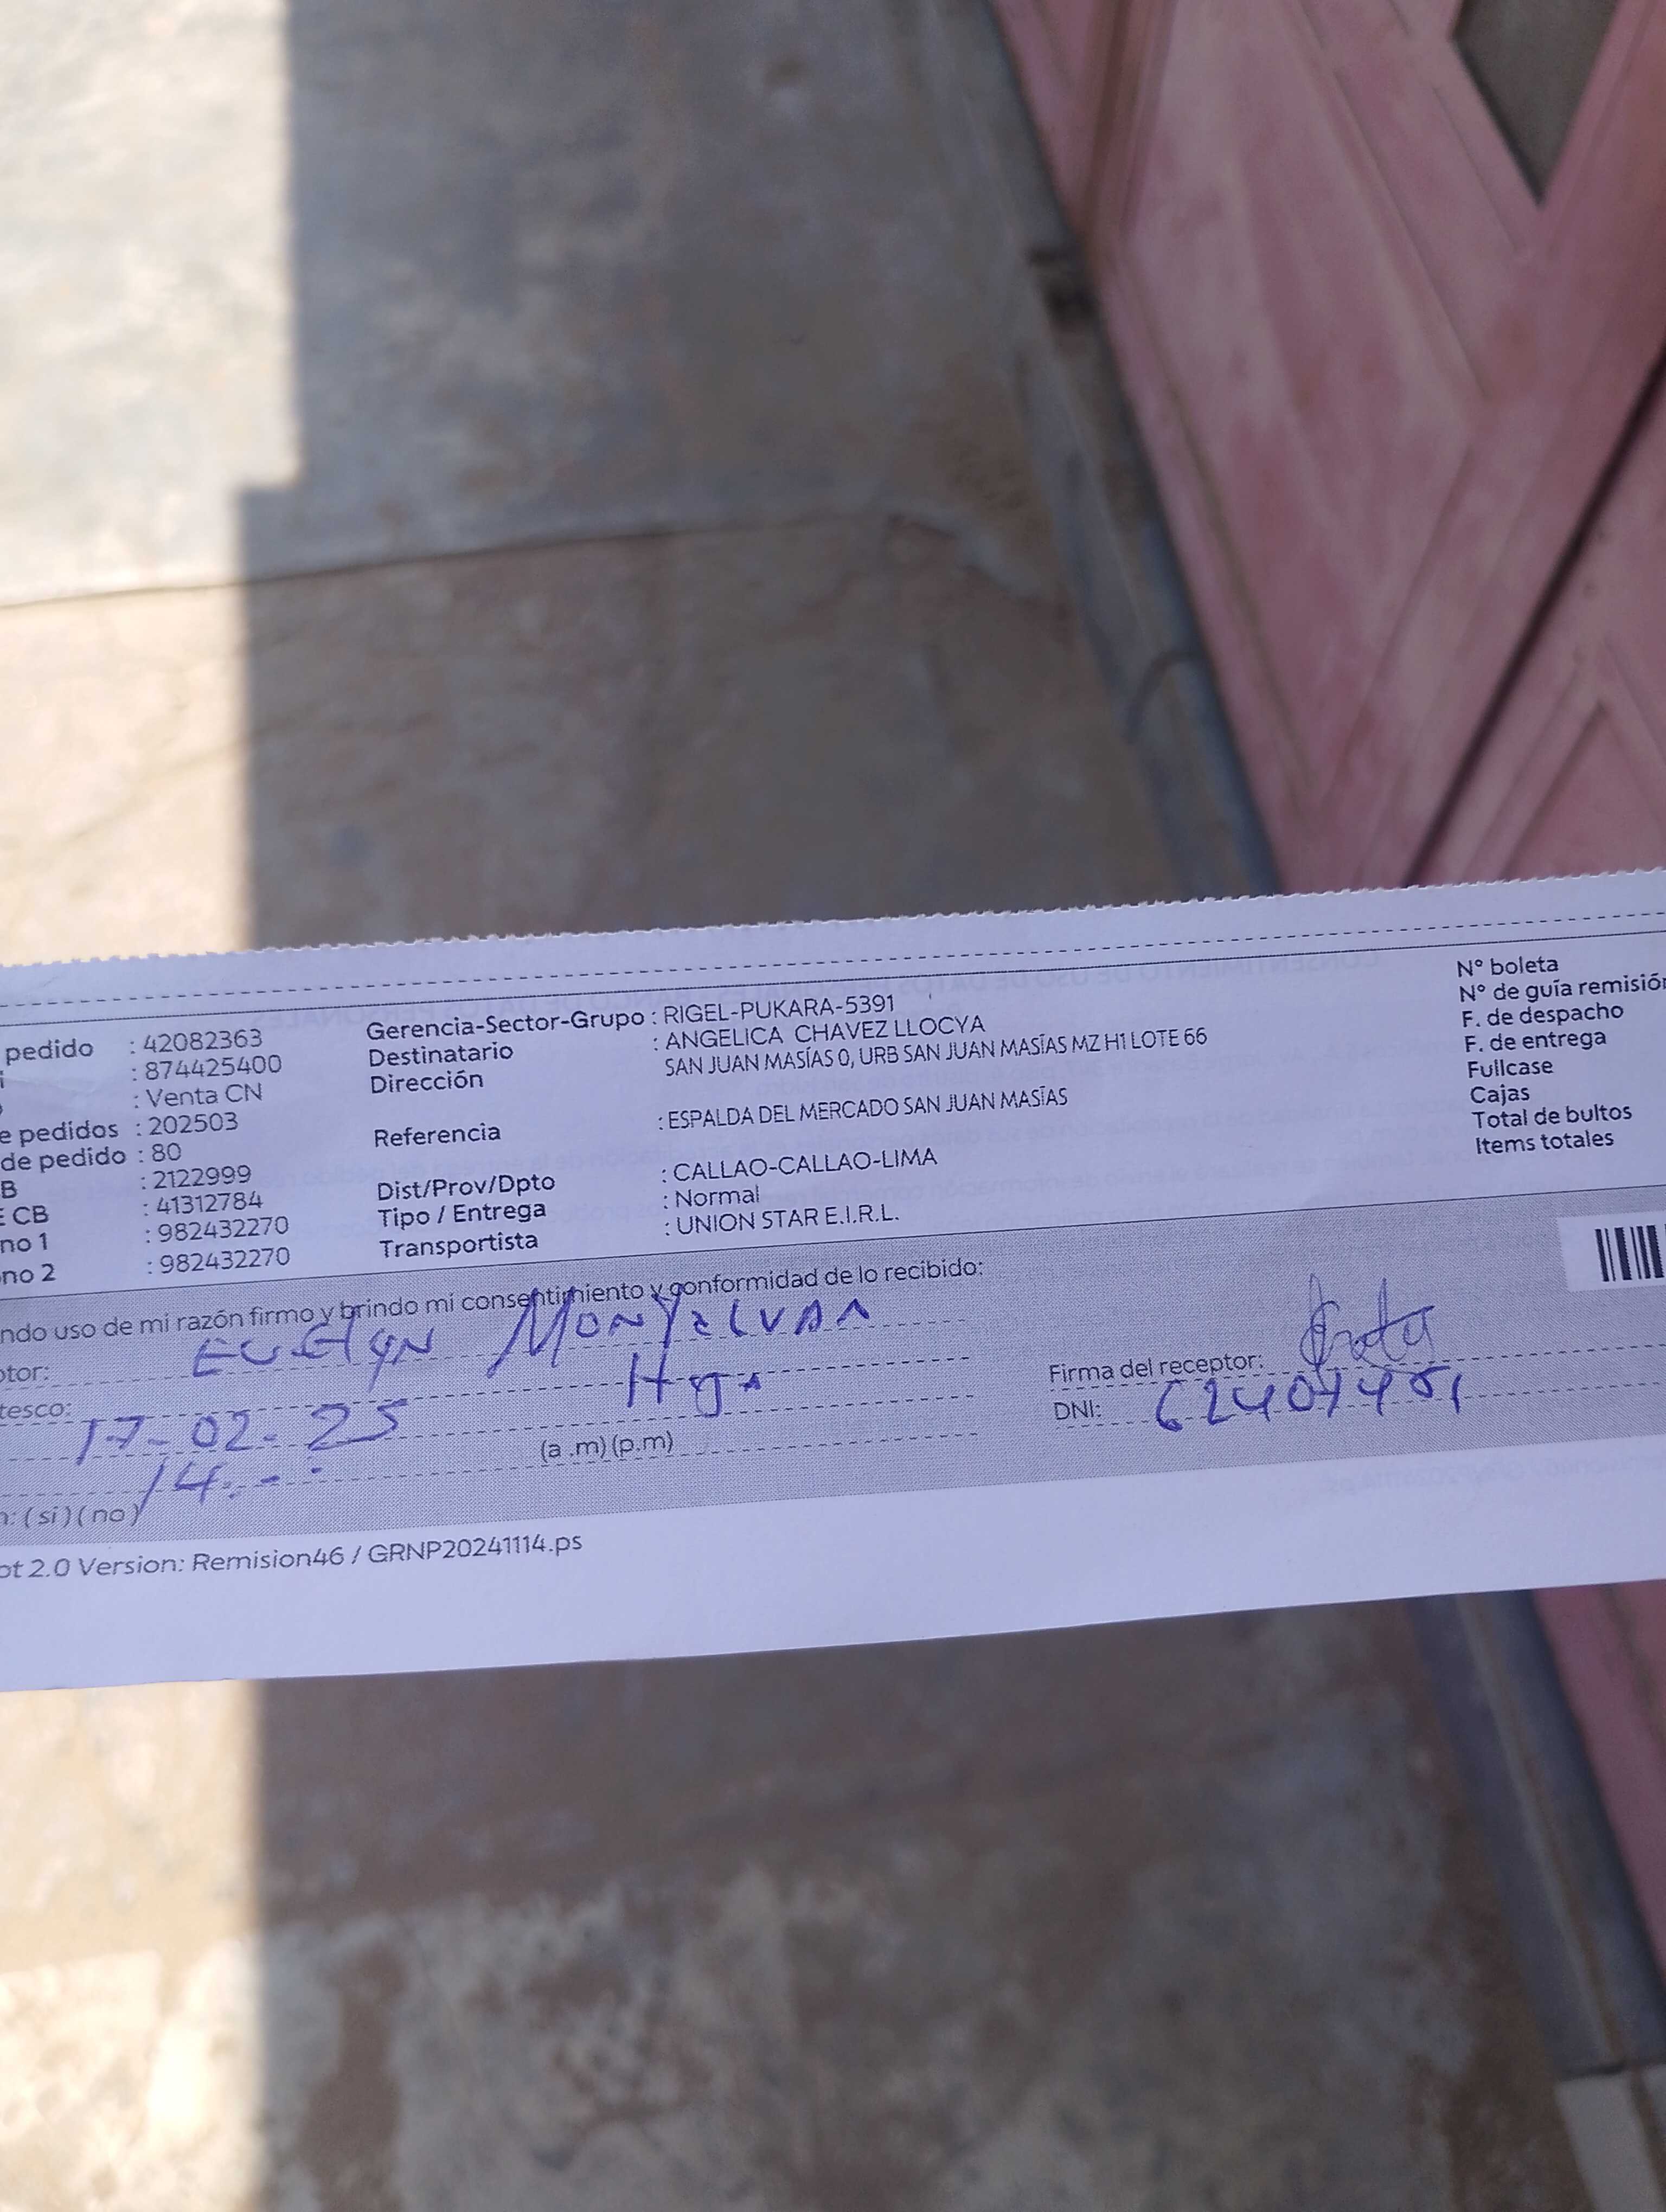 pedido : 42082363 Gerencia-Sector-Grupo : RIGEL-PUKARA-5391 N° boleta
: 874425400 Destinatario : ANGELICA CHAVEZ LLOCYA N° de guía remisión
: Venta CN Dirección SAN JUAN MASÍAS 0, URB SAN JUAN MASÍAS MZ H1 LOTE 66 F. de despacho
e pedidos : 202503 F. de entrega
de pedido : 80 Referencia : ESPALDA DEL MERCADO SAN JUAN MASÍAS Fullcase
B : 2122999 Cajas
E CB : 41312784 Dist/Prov/Dpto : CALLAO-CALLAO-LIMA Total de bultos
no 1 : 982432270 Tipo / Entrega : Normal Items totales
no 2 : 982432270 Transportista : UNION STAR E.I.R.L.
ndo uso de mi razón firmo y brindo mi consentimiento y conformidad de lo recibido:
ptor: Evelyn Montalvan
tesco: Hija Firma del receptor:
17-02-25 DNI:
14 (a .m) (p.m)
n: (si) (no)
ot 2.0 Version: Remision46 / GRNP20241114.ps